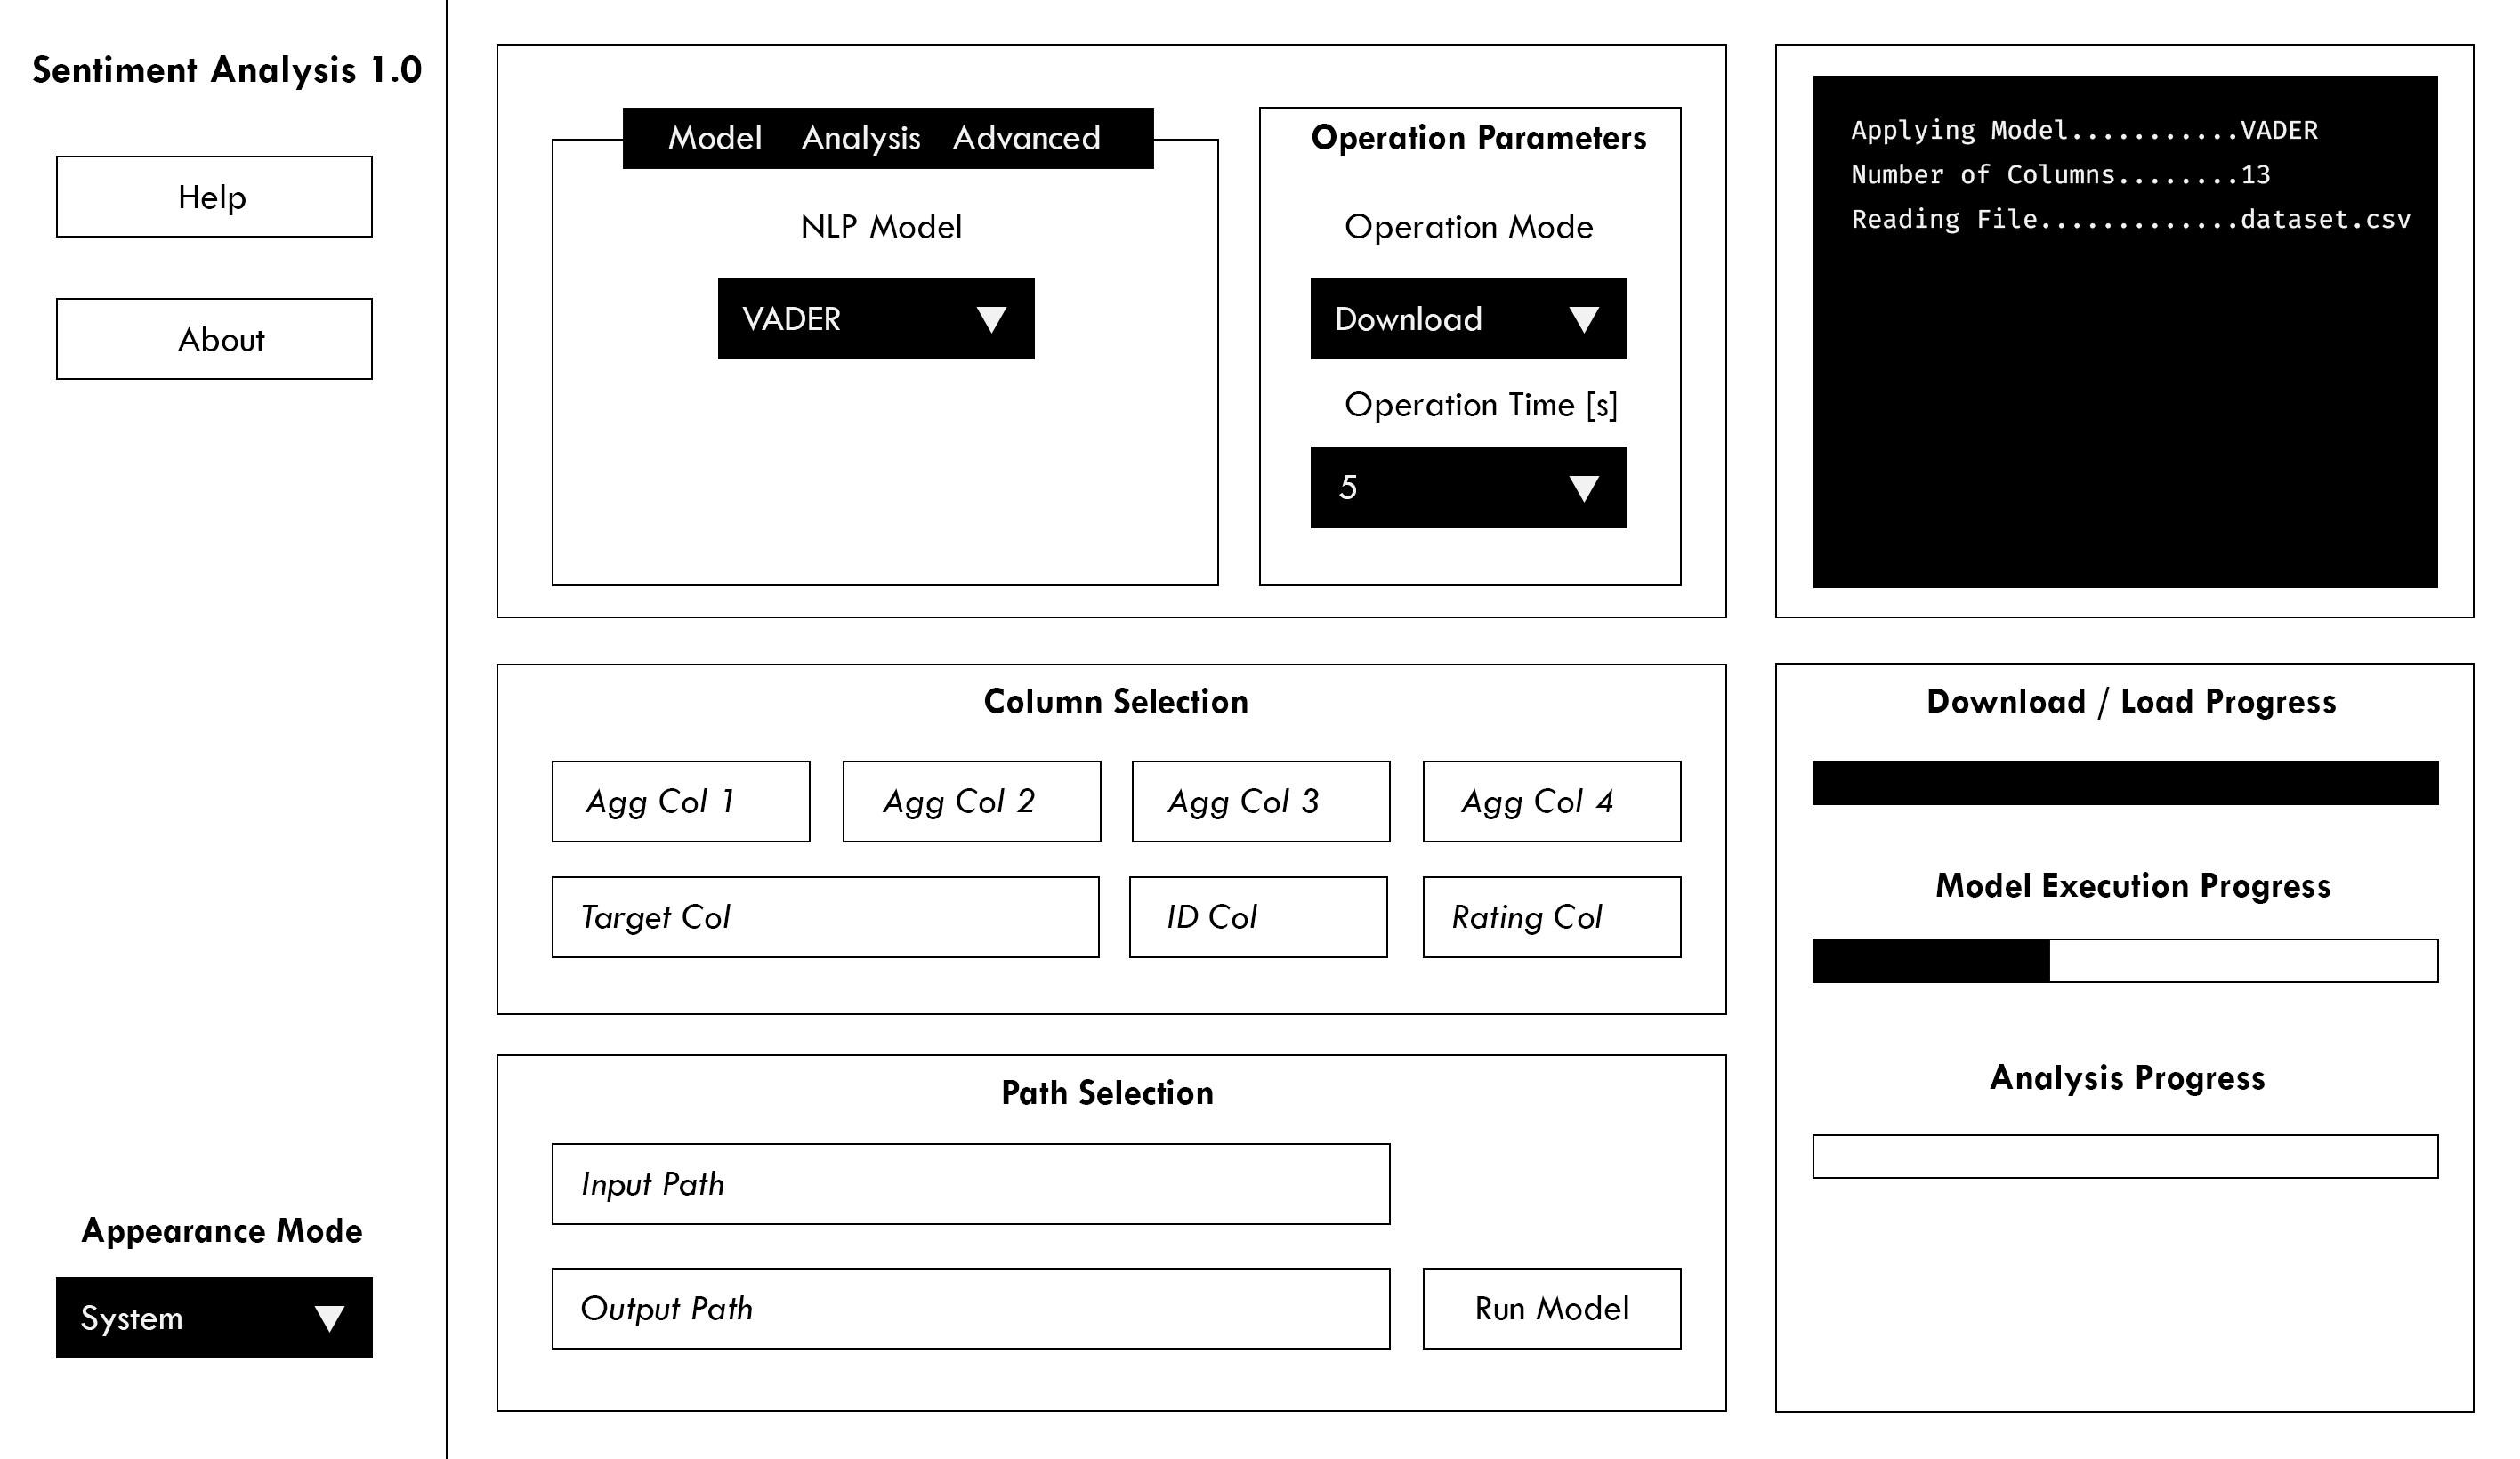 Sentiment Analysis 1.0
Help
About
Appearance Mode
System
Model Analysis Advanced
NLP Model
VADER
Operation Parameters
Operation Mode
Download
Operation Time [s]
5
Applying Model...........VADER
Number of Columns........13
Reading File.............dataset.csv
Column Selection
Agg Col 1
Agg Col 2
Agg Col 3
Agg Col 4
Target Col
ID Col
Rating Col
Path Selection
Input Path
Output Path
Run Model
Download / Load Progress
Model Execution Progress
Analysis Progress